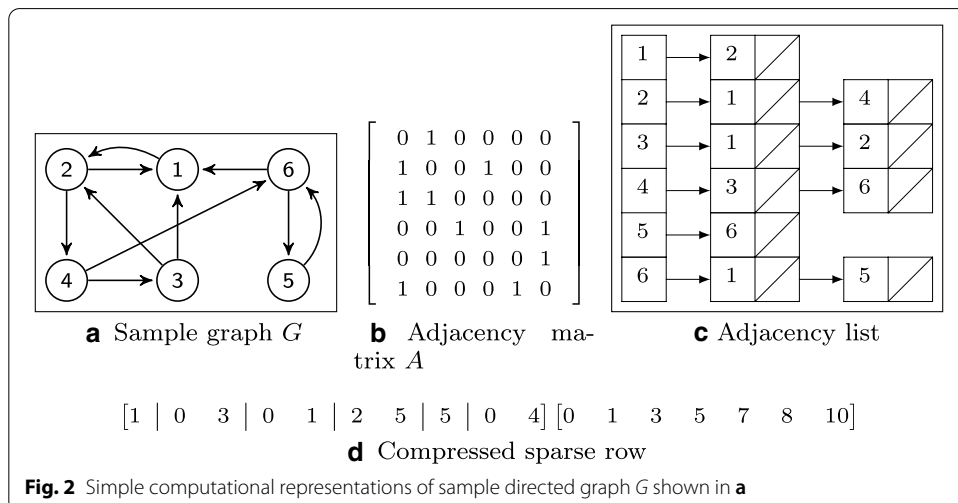 2 1 6
4 3 5
a Sample graph G
0 1 0 0 0 0
1 0 0 1 0 0
1 1 0 0 0 0
0 0 1 0 0 1
0 0 0 0 0 1
1 0 0 0 1 0
b Adjacency ma-
trix A
1 2
2 1 4
3 1 2
4 3 6
5 6
6 1 5
c Adjacency list
[1 | 0 3 | 0 1 | 2 5 | 5 | 0 4] [0 1 3 5 7 8 10]
d Compressed sparse row
Fig. 2 Simple computational representations of sample directed graph G shown in a